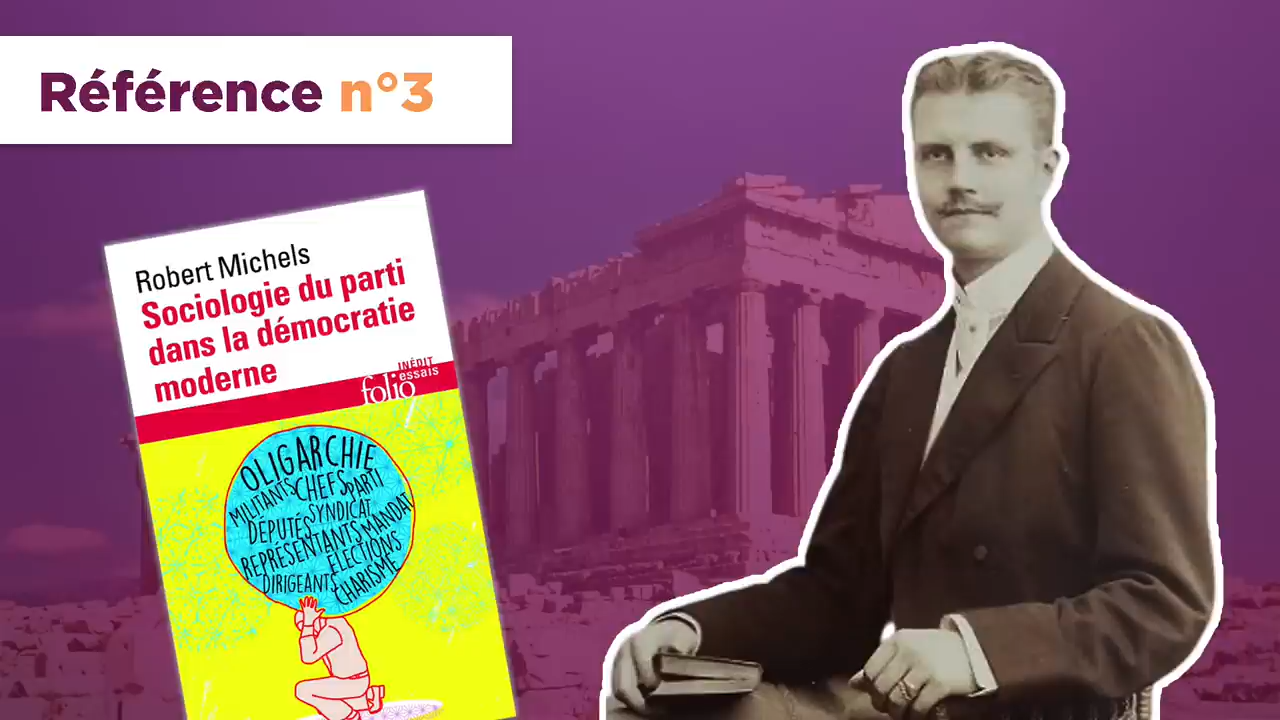 Référence n°3
Robert Michels
Sociologie du parti
dans la démocratie
moderne
INÉDIT
essais
folio
OLIGARCHIE
MILITANTS CHEFS PARTI
DÉPUTÉS SYNDICAT MANDAT
REPRÉSENTANTS ÉLECTIONS
DIRIGEANTS CHARISME